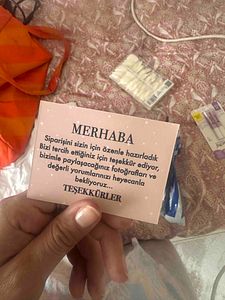 MERHABA
Siparişini sizin için özenle hazırladık
Bizi tercih ettiğiniz için teşekkür ediyor,
bizimle paylaşacağınız fotoğrafları ve
değerli yorumlarınızı heyecanla
bekliyoruz...
TEŞEKKÜRLER